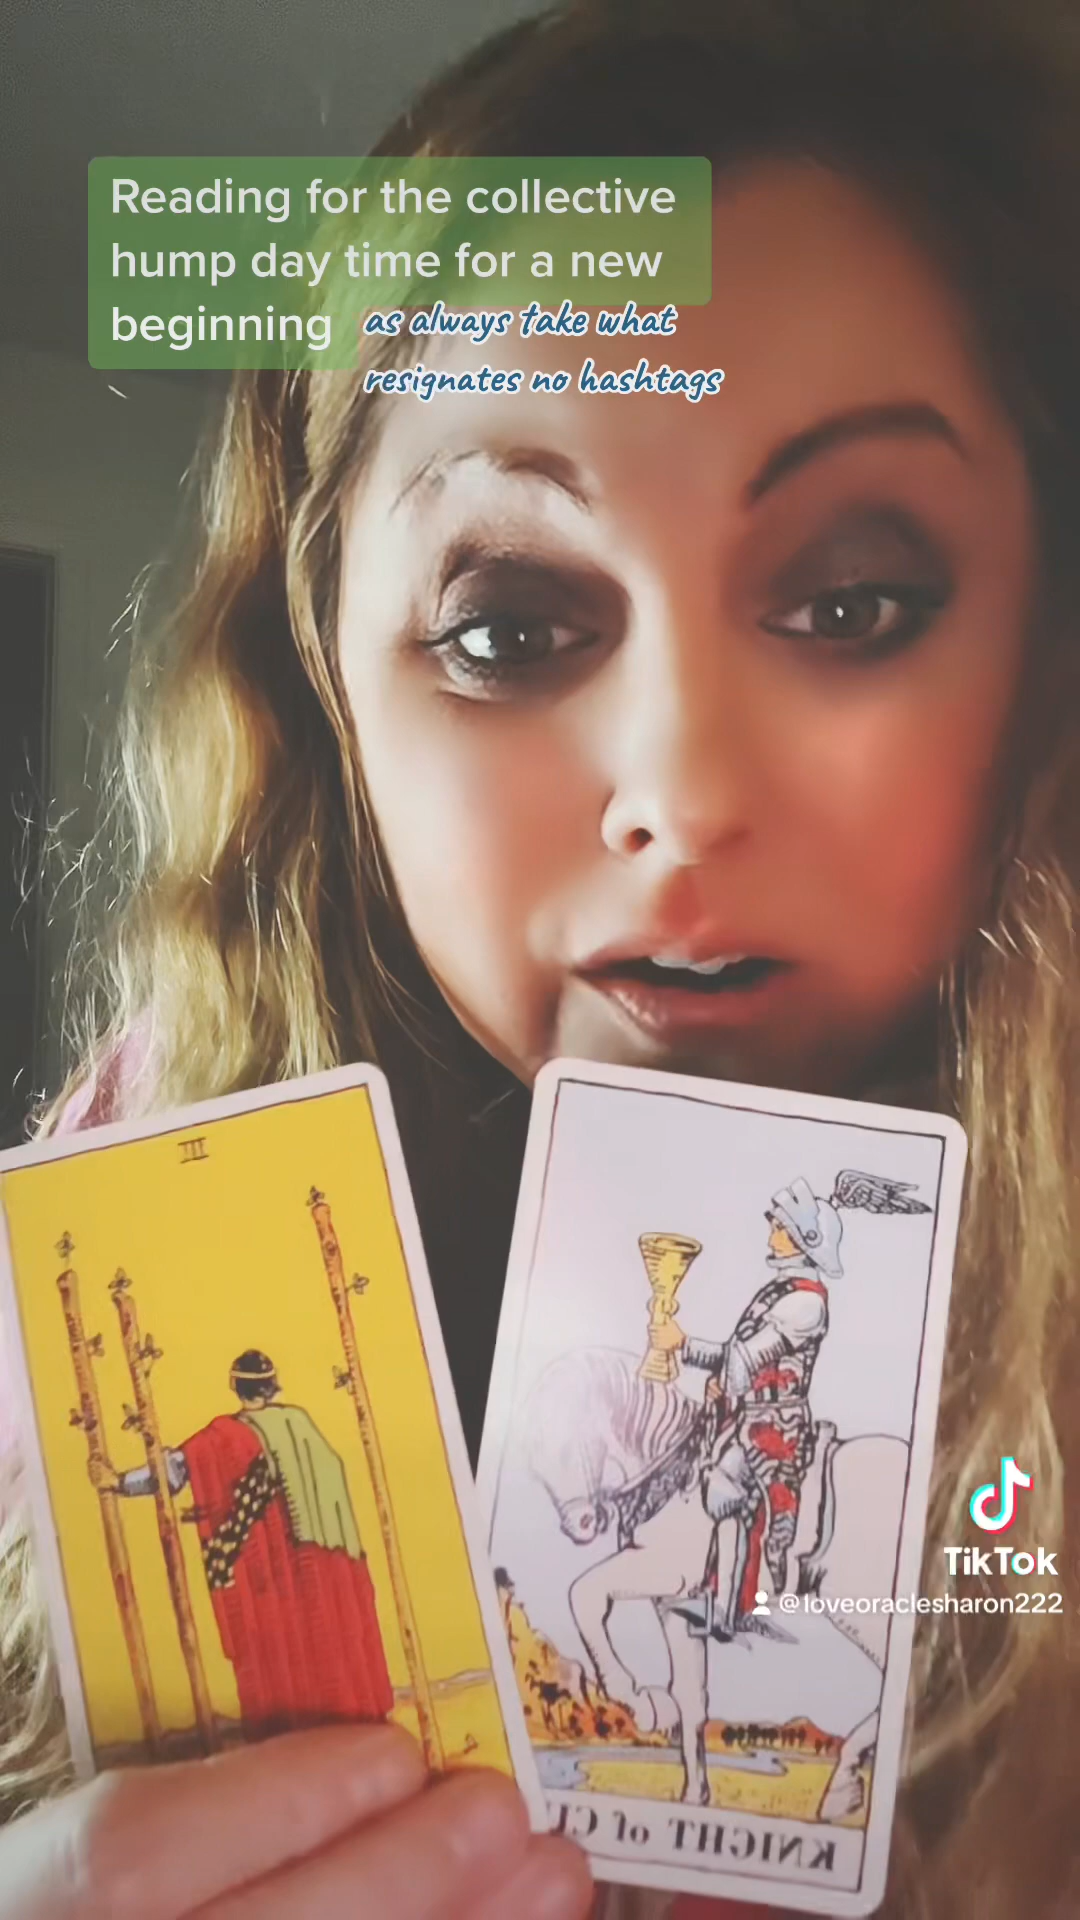 Reading for the collective
hump day time for a new
beginning
as always take what
resignates no hashtags
III
TikTok
@loveoraclesharon222
KNIGHT of CU